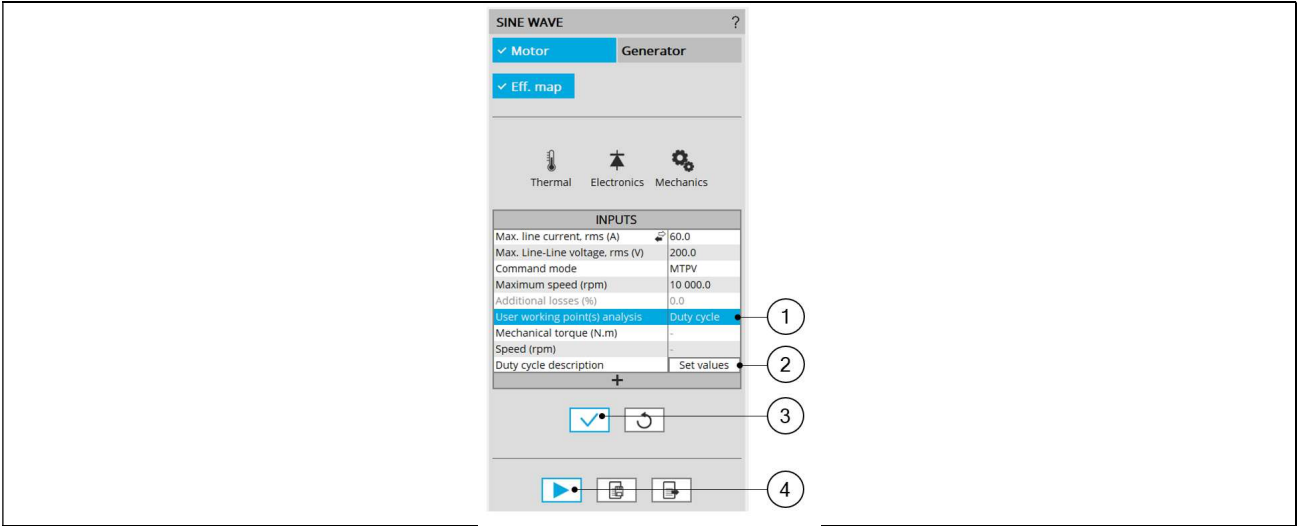 SINE WAVE ?
Motor Generator
Eff. map
Thermal Electronics Mechanics
INPUTS
Max. line current, rms (A) 60.0
Max. Line-Line voltage, rms (V) 200.0
Command mode MTPV
Maximum speed (rpm) 10 000.0
Additional losses (%) 0.0
User working point(s) analysis Duty cycle 1
Mechanical torque (N.m) -
Speed (rpm) -
Duty cycle description Set values 2
+
3
4